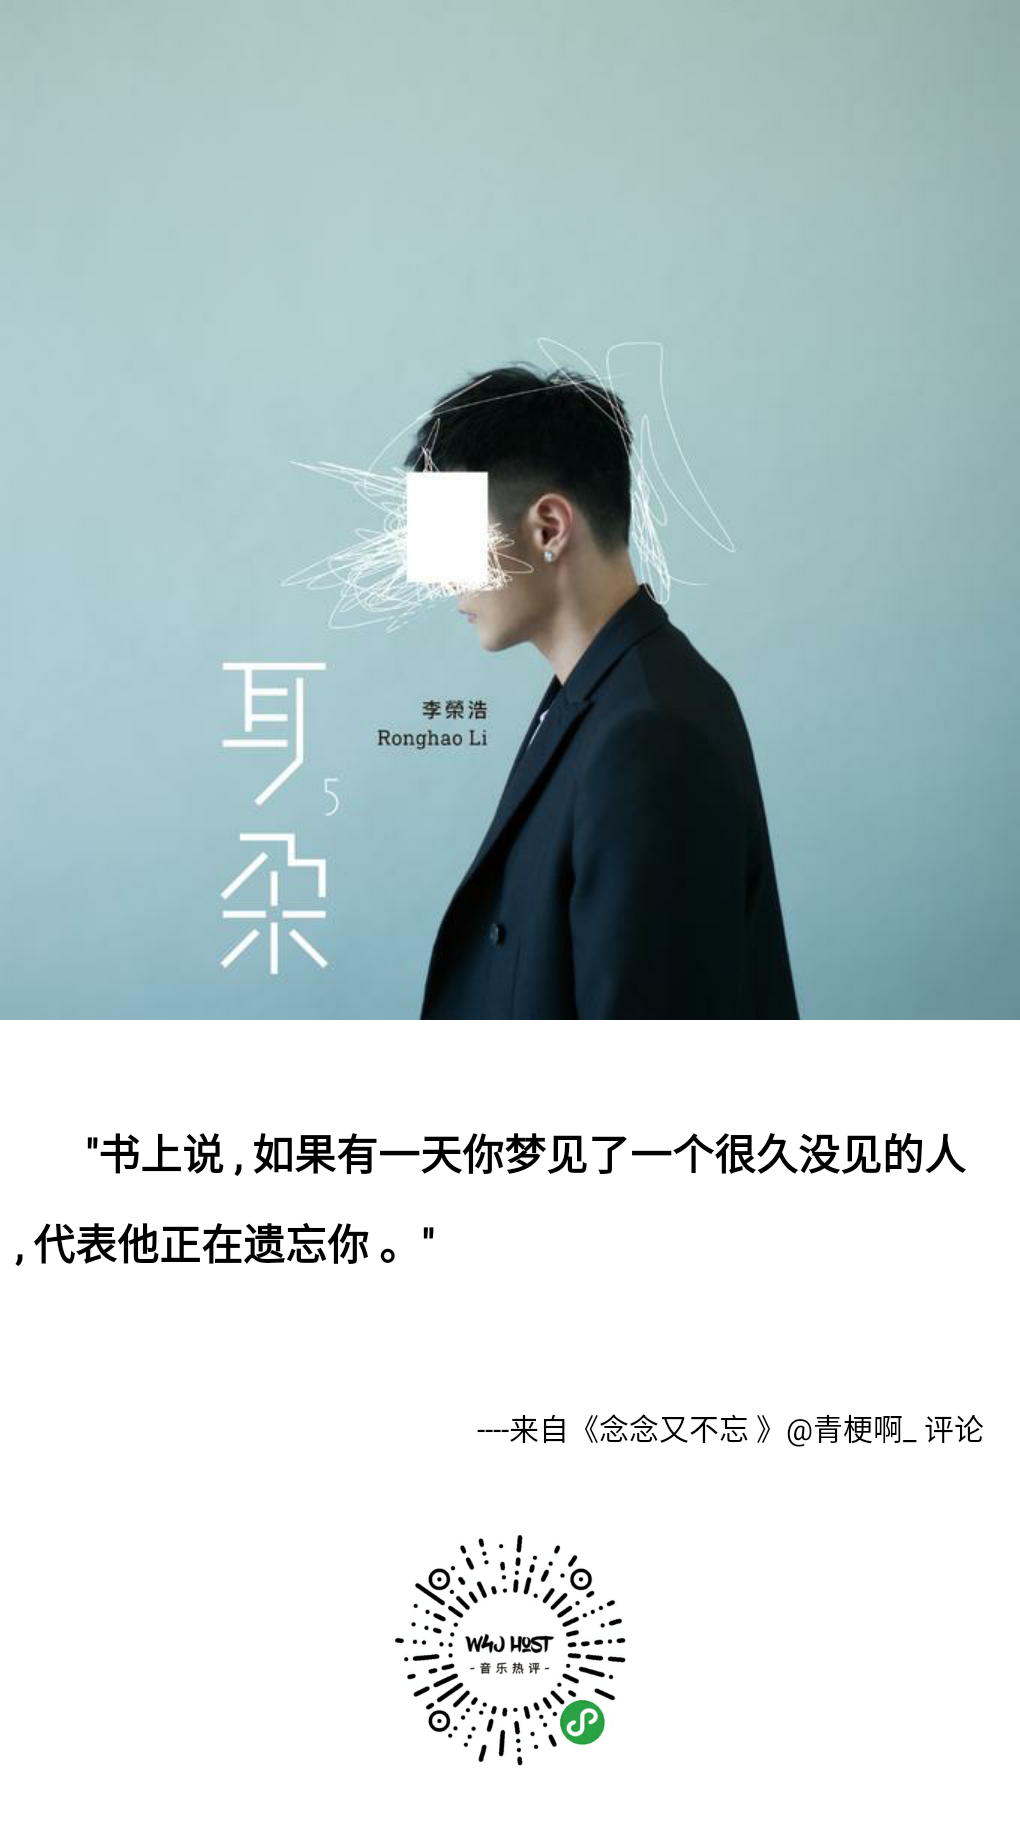 耳
朵
5
李榮浩
Ronghao Li
"书上说 , 如果有一天你梦见了一个很久没见的人
, 代表他正在遗忘你 。"
----来自《念念又不忘 》@青梗啊_ 评论
W4J HOST
-音乐热评-